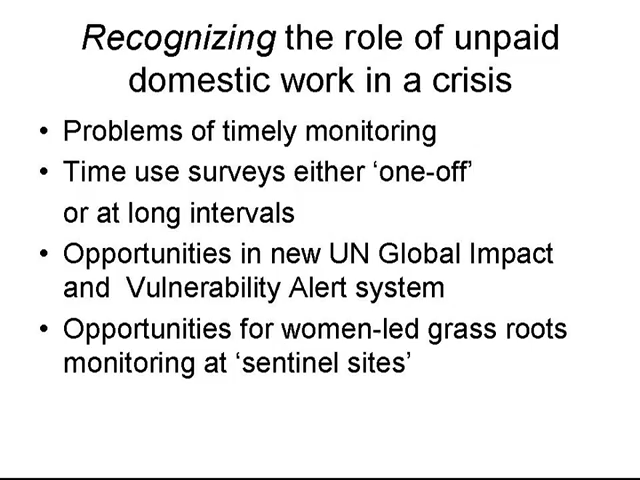 Recognizing the role of unpaid
domestic work in a crisis
• Problems of timely monitoring
• Time use surveys either ‘one-off’
or at long intervals
• Opportunities in new UN Global Impact
and Vulnerability Alert system
• Opportunities for women-led grass roots
monitoring at ‘sentinel sites’